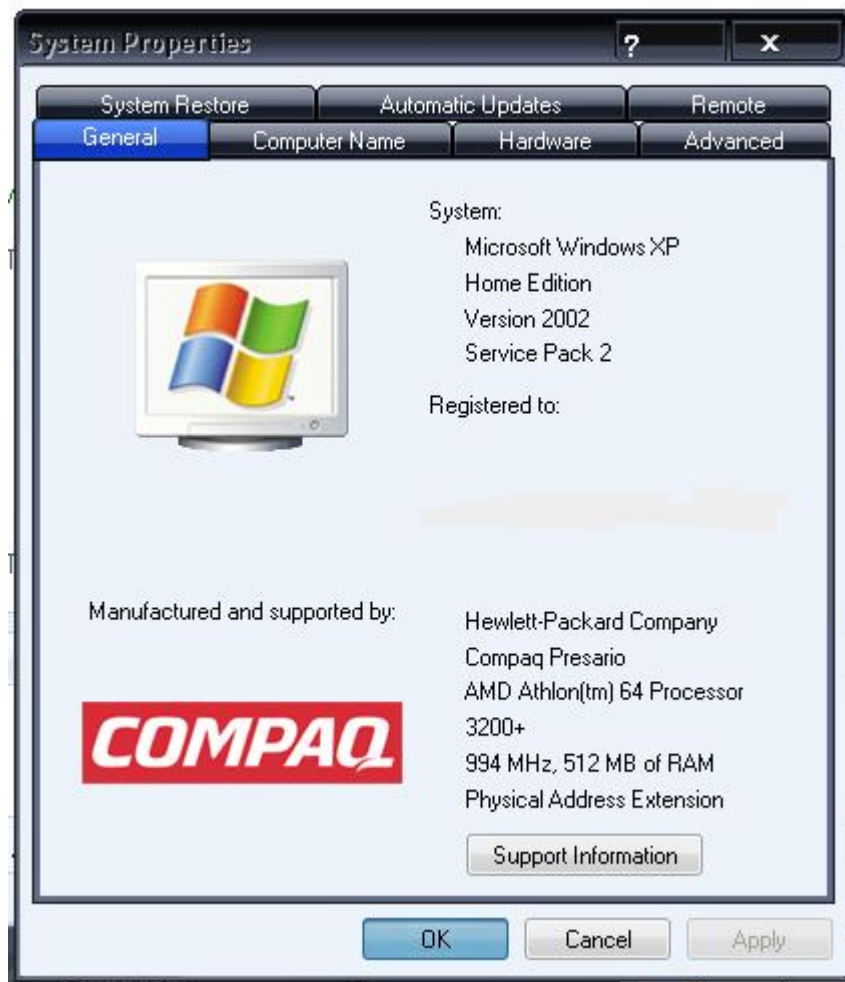 System Properties
?
x
System Restore
Automatic Updates
Remote
General
Computer Name
Hardware
Advanced
System:
Microsoft Windows XP
Home Edition
Version 2002
Service Pack 2
Registered to:
Manufactured and supported by:
COMPAQ
Hewlett-Packard Company
Compaq Presario
AMD Athlon(tm) 64 Processor
3200+
994 MHz, 512 MB of RAM
Physical Address Extension
Support Information
OK
Cancel
Apply